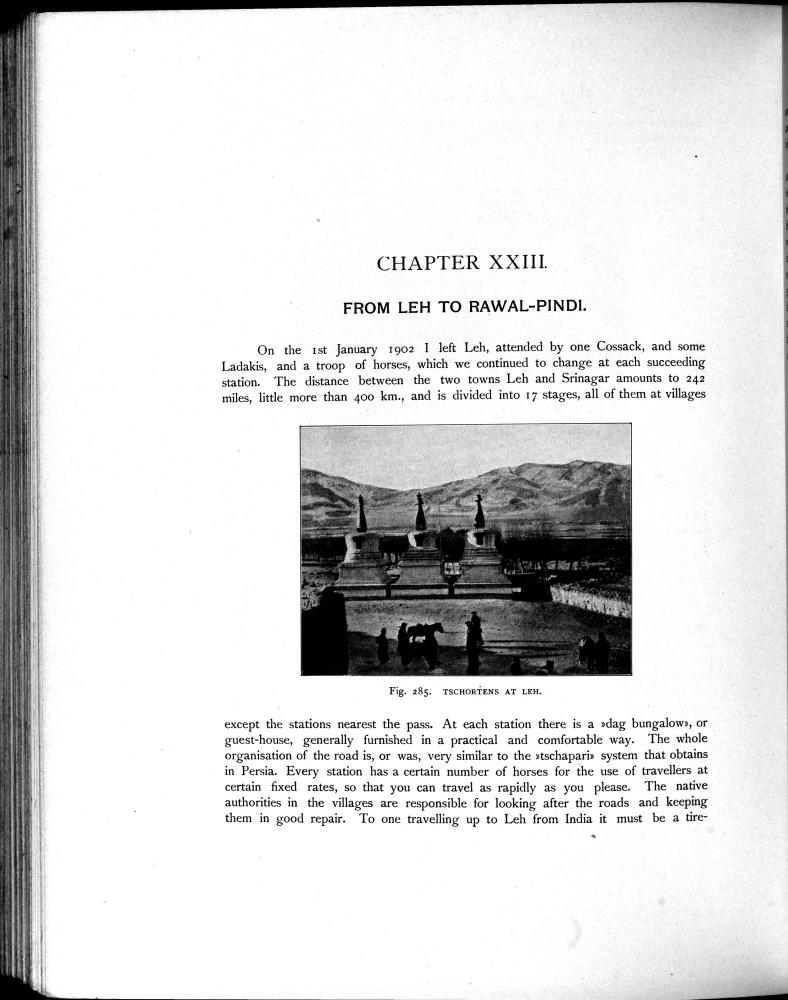 CHAPTER XXIII.
FROM LEH TO RAWAL-PINDI.
On the 1st January 1902 I left Leh, attended by one Cossack, and some
Ladakis, and a troop of horses, which we continued to change at each succeeding
station. The distance between the two towns Leh and Srinagar amounts to 242
miles, little more than 400 km., and is divided into 17 stages, all of them at villages
Fig. 285. TSCHORTENS AT LEH.
except the stations nearest the pass. At each station there is a »dag bungalow», or
guest-house, generally furnished in a practical and comfortable way. The whole
organisation of the road is, or was, very similar to the »tschapari» system that obtains
in Persia. Every station has a certain number of horses for the use of travellers at
certain fixed rates, so that you can travel as rapidly as you please. The native
authorities in the villages are responsible for looking after the roads and keeping
them in good repair. To one travelling up to Leh from India it must be a tire-